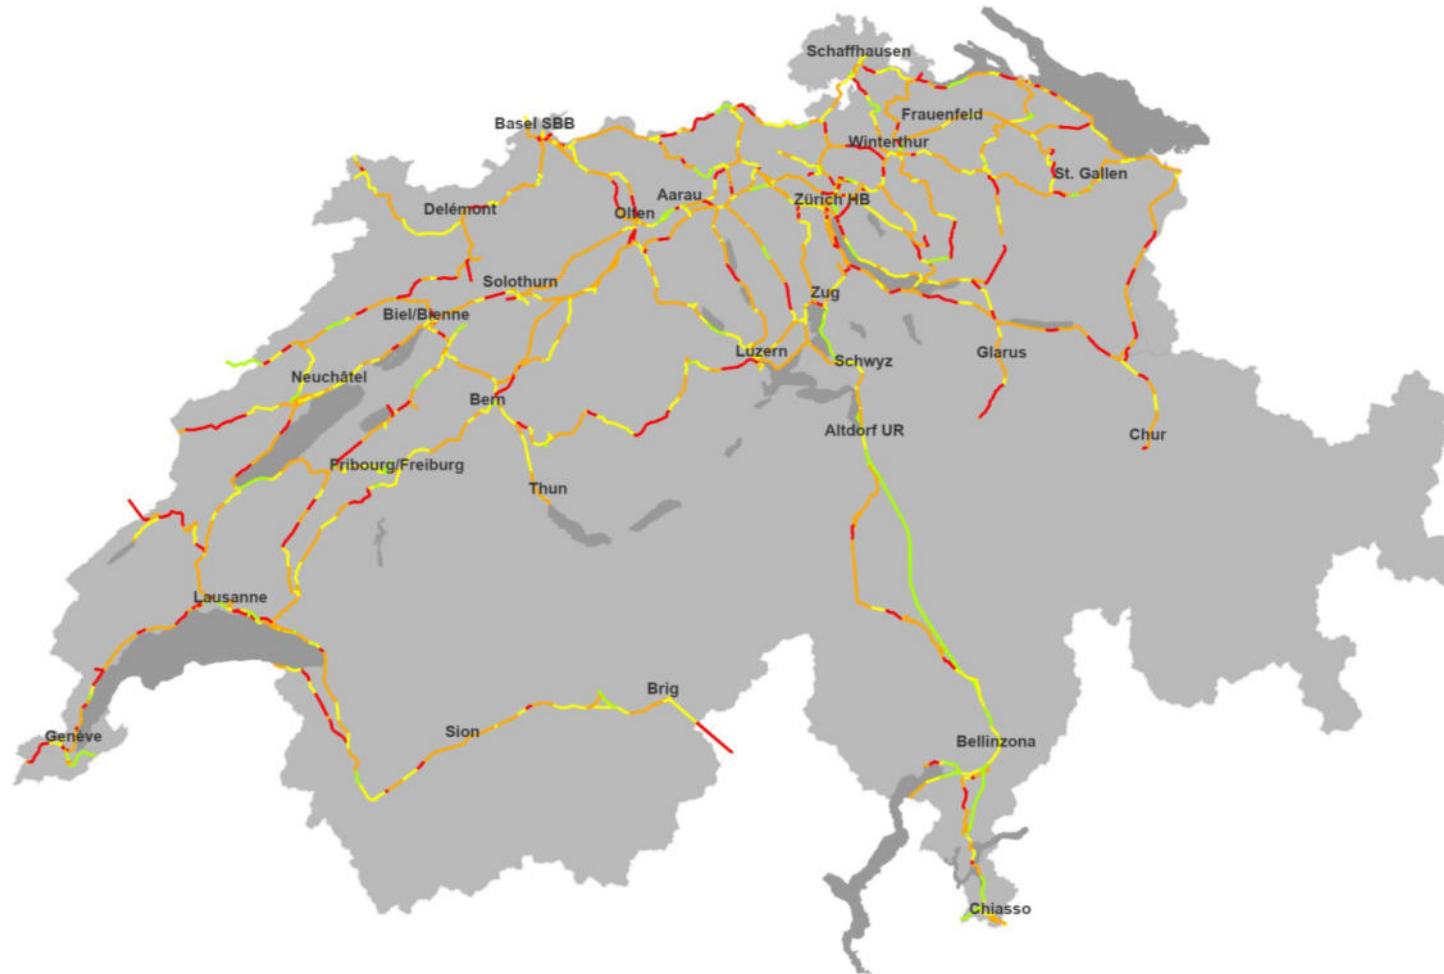 Schaffhausen
Frauenfeld
Basel SBB
Winterthur
St. Gallen
Aarau
Zürich HB
Delémont
Olten
Solothurn
Zug
Biel/Bienne
Luzern
Schwyz
Glarus
Neuchâtel
Bern
Altdorf UR
Chur
Fribourg/Freiburg
Thun
Lausanne
Brig
Sion
Genève
Bellinzona
Chiasso